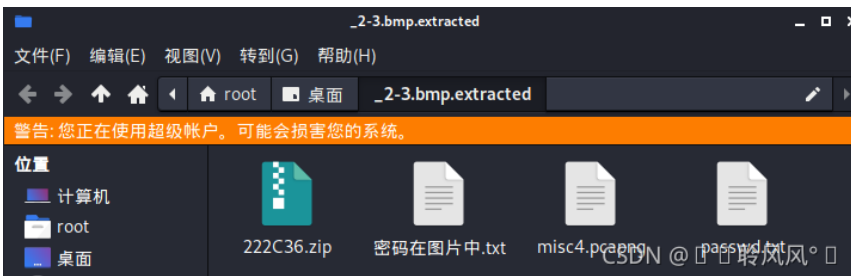 _2-3.bmp.extracted
文件(F) 编辑(E) 视图(V) 转到(G) 帮助(H)
root 桌面 _2-3.bmp.extracted
警告: 您正在使用超级帐户。可能会损害您的系统。
位置
计算机
root
桌面
222C36.zip 密码在图片中.txt misc4.pcapng passwd.txt
CSDN @ 聆风风°